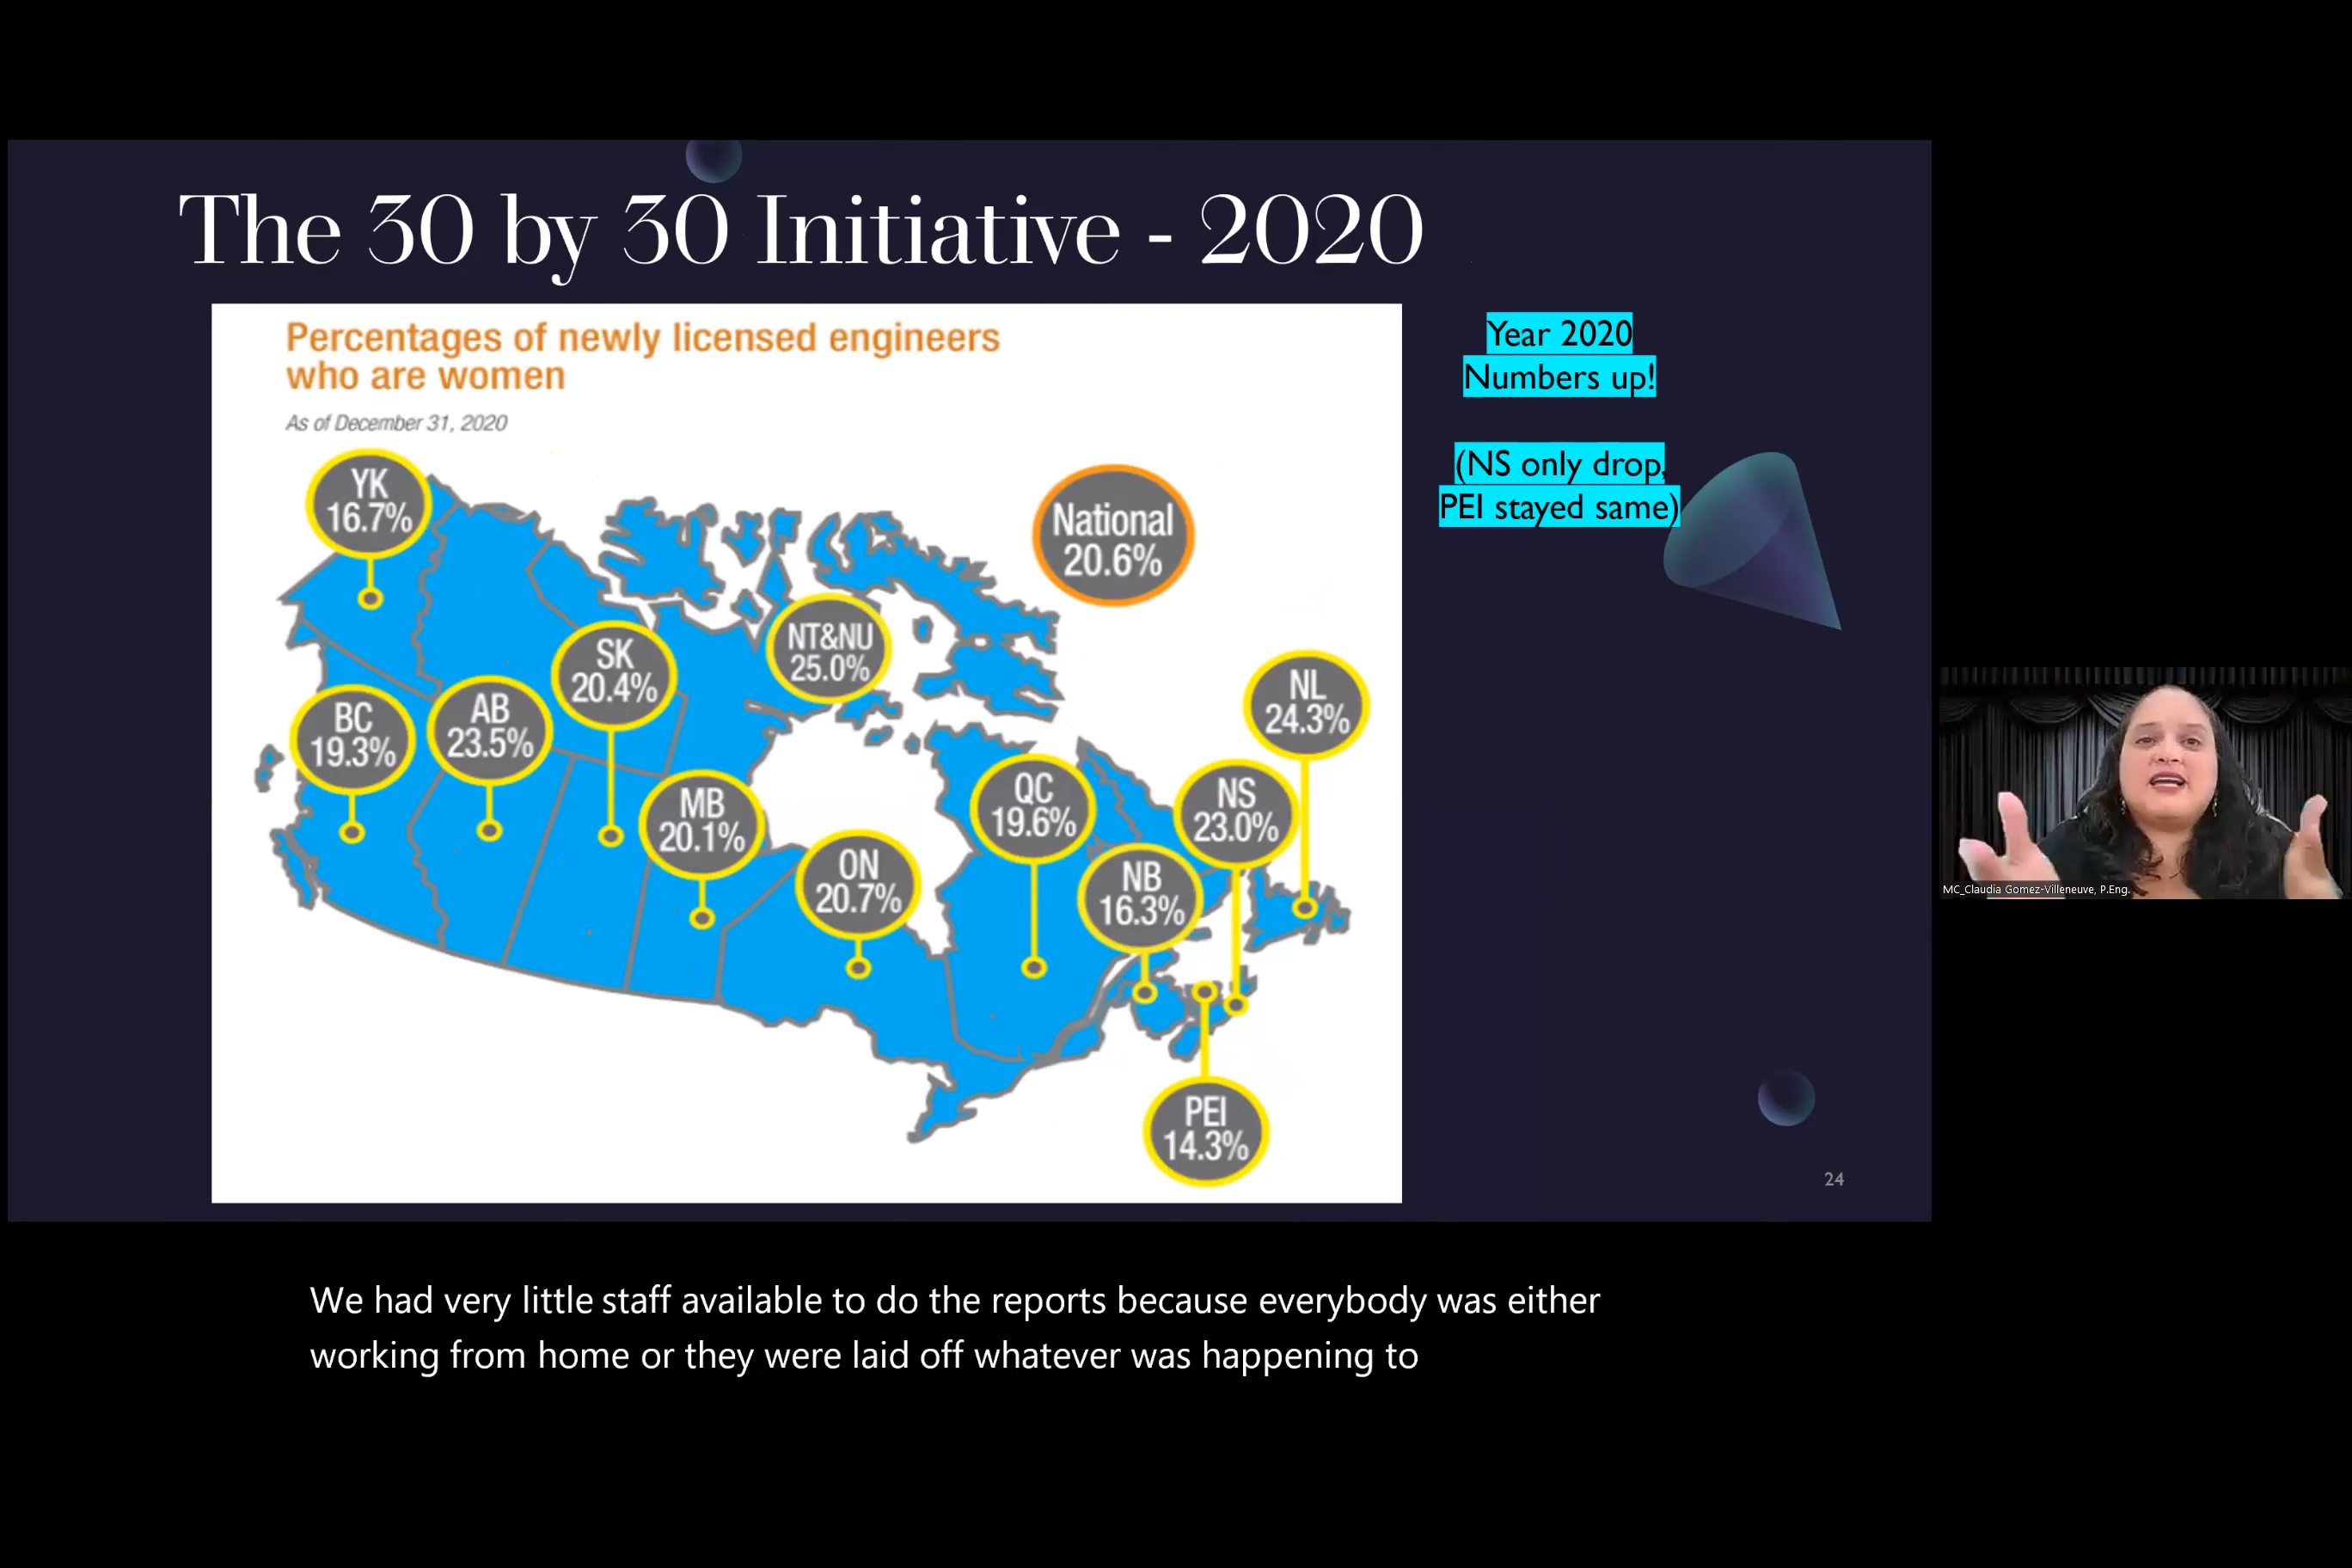 The 30 by 30 Initiative - 2020
Percentages of newly licensed engineers
who are women
As of December 31, 2020
YK
16.7%
National
20.6%
NT&NU
25.0%
SK
20.4%
NL
24.3%
BC
19.3%
AB
23.5%
MB
20.1%
QC
19.6%
NS
23.0%
ON
20.7%
NB
16.3%
PEI
14.3%
Year 2020
Numbers up!
(NS only drop,
PEI stayed same)
24
MC_Claudia Gomez-Villeneuve, P.Eng.
We had very little staff available to do the reports because everybody was either
working from home or they were laid off whatever was happening to